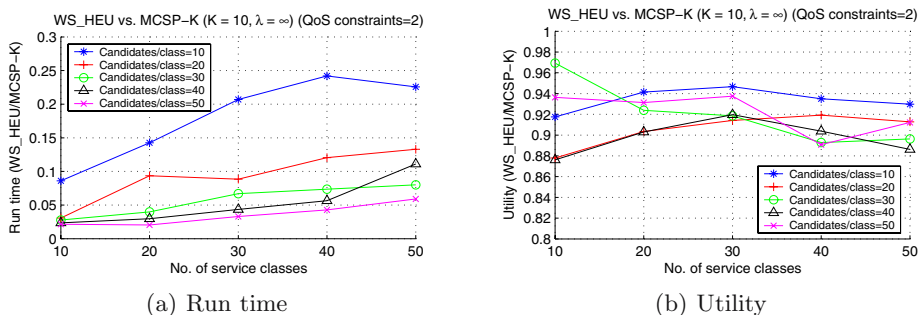 WS_HEU vs. MCSP-K (K = 10, λ = ∞) (QoS constraints=2)
Run time (WS_HEU/MCSP-K)
0.3
0.25
0.2
0.15
0.1
0.05
0
Candidates/class=10
Candidates/class=20
Candidates/class=30
Candidates/class=40
Candidates/class=50
10 20 30 40 50
No. of service classes
(a) Run time
WS_HEU vs. MCSP-K (K = 10, λ = ∞) (QoS constraints=2)
Utility (WS_HEU/MCSP-K)
1
0.98
0.96
0.94
0.92
0.9
0.88
0.86
0.84
0.82
0.8
Candidates/class=10
Candidates/class=20
Candidates/class=30
Candidates/class=40
Candidates/class=50
10 20 30 40 50
No. of service classes
(b) Utility